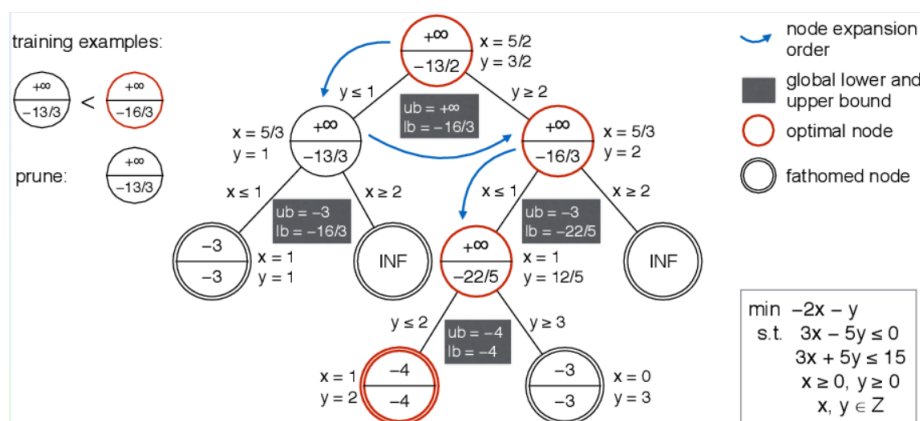 training examples:
+∞
−13/3
<
+∞
−16/3
prune:
+∞
−13/3
+∞
−13/2
x = 5/2
y = 3/2
y ≤ 1
y ≥ 2
ub = +∞
lb = −16/3
x = 5/3
y = 1
+∞
−13/3
+∞
−16/3
x = 5/3
y = 2
x ≤ 1
x ≥ 2
x ≤ 1
x ≥ 2
ub = −3
lb = −16/3
ub = −3
lb = −22/5
−3
−3
x = 1
y = 1
INF
+∞
−22/5
x = 1
y = 12/5
INF
y ≤ 2
y ≥ 3
ub = −4
lb = −4
x = 1
y = 2
−4
−4
−3
−3
x = 0
y = 3
node expansion
order
global lower and
upper bound
optimal node
fathomed node
min −2x − y
s.t. 3x − 5y ≤ 0
3x + 5y ≤ 15
x ≥ 0, y ≥ 0
x, y ∈ Z